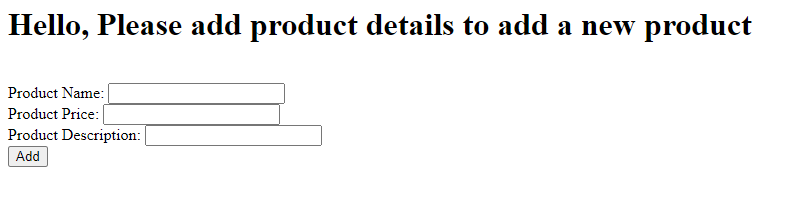 Hello, Please add product details to add a new product
Product Name:
Product Price:
Product Description:
Add